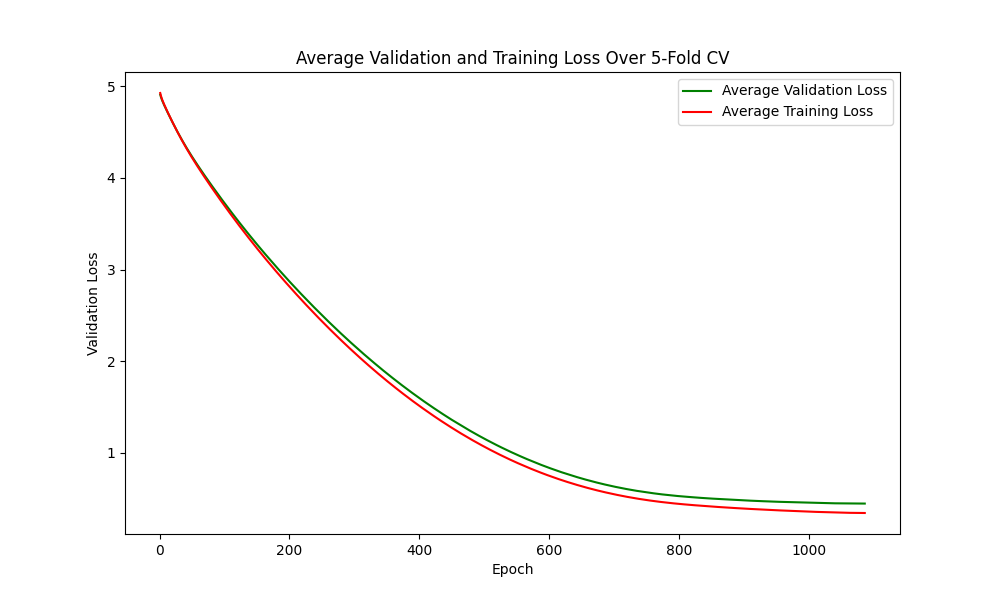 Average Validation and Training Loss Over 5-Fold CV
Average Validation Loss
Average Training Loss
5
4
3
2
1
Validation Loss
0 200 400 600 800 1000
Epoch